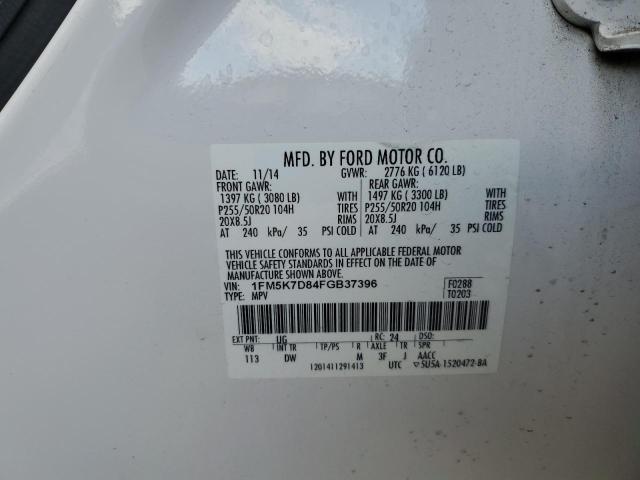 MFD. BY FORD MOTOR CO.
DATE: 11/14 GVWR: 2776 KG ( 6120 LB)
FRONT GAWR: REAR GAWR:
1397 KG ( 3080 LB) WITH 1497 KG ( 3300 LB) WITH
P255/50R20 104H TIRES P255/50R20 104H TIRES
20X8.5J RIMS 20X8.5J RIMS
AT 240 kPa/ 35 PSI COLD AT 240 kPa/ 35 PSI COLD
THIS VEHICLE CONFORMS TO ALL APPLICABLE FEDERAL MOTOR
VEHICLE SAFETY STANDARDS IN EFFECT ON THE DATE OF
MANUFACTURE SHOWN ABOVE.
VIN: 1FM5K7D84FGB37396 F0288
TYPE: MPV T0203
EXT PNT: UG RC: 24 DSO:
WB INT TR TP/PS R AXLE TR SPR
113 DW M 3F J AACC
1201411291413 UTC ▽ SU5A-1520472-BA